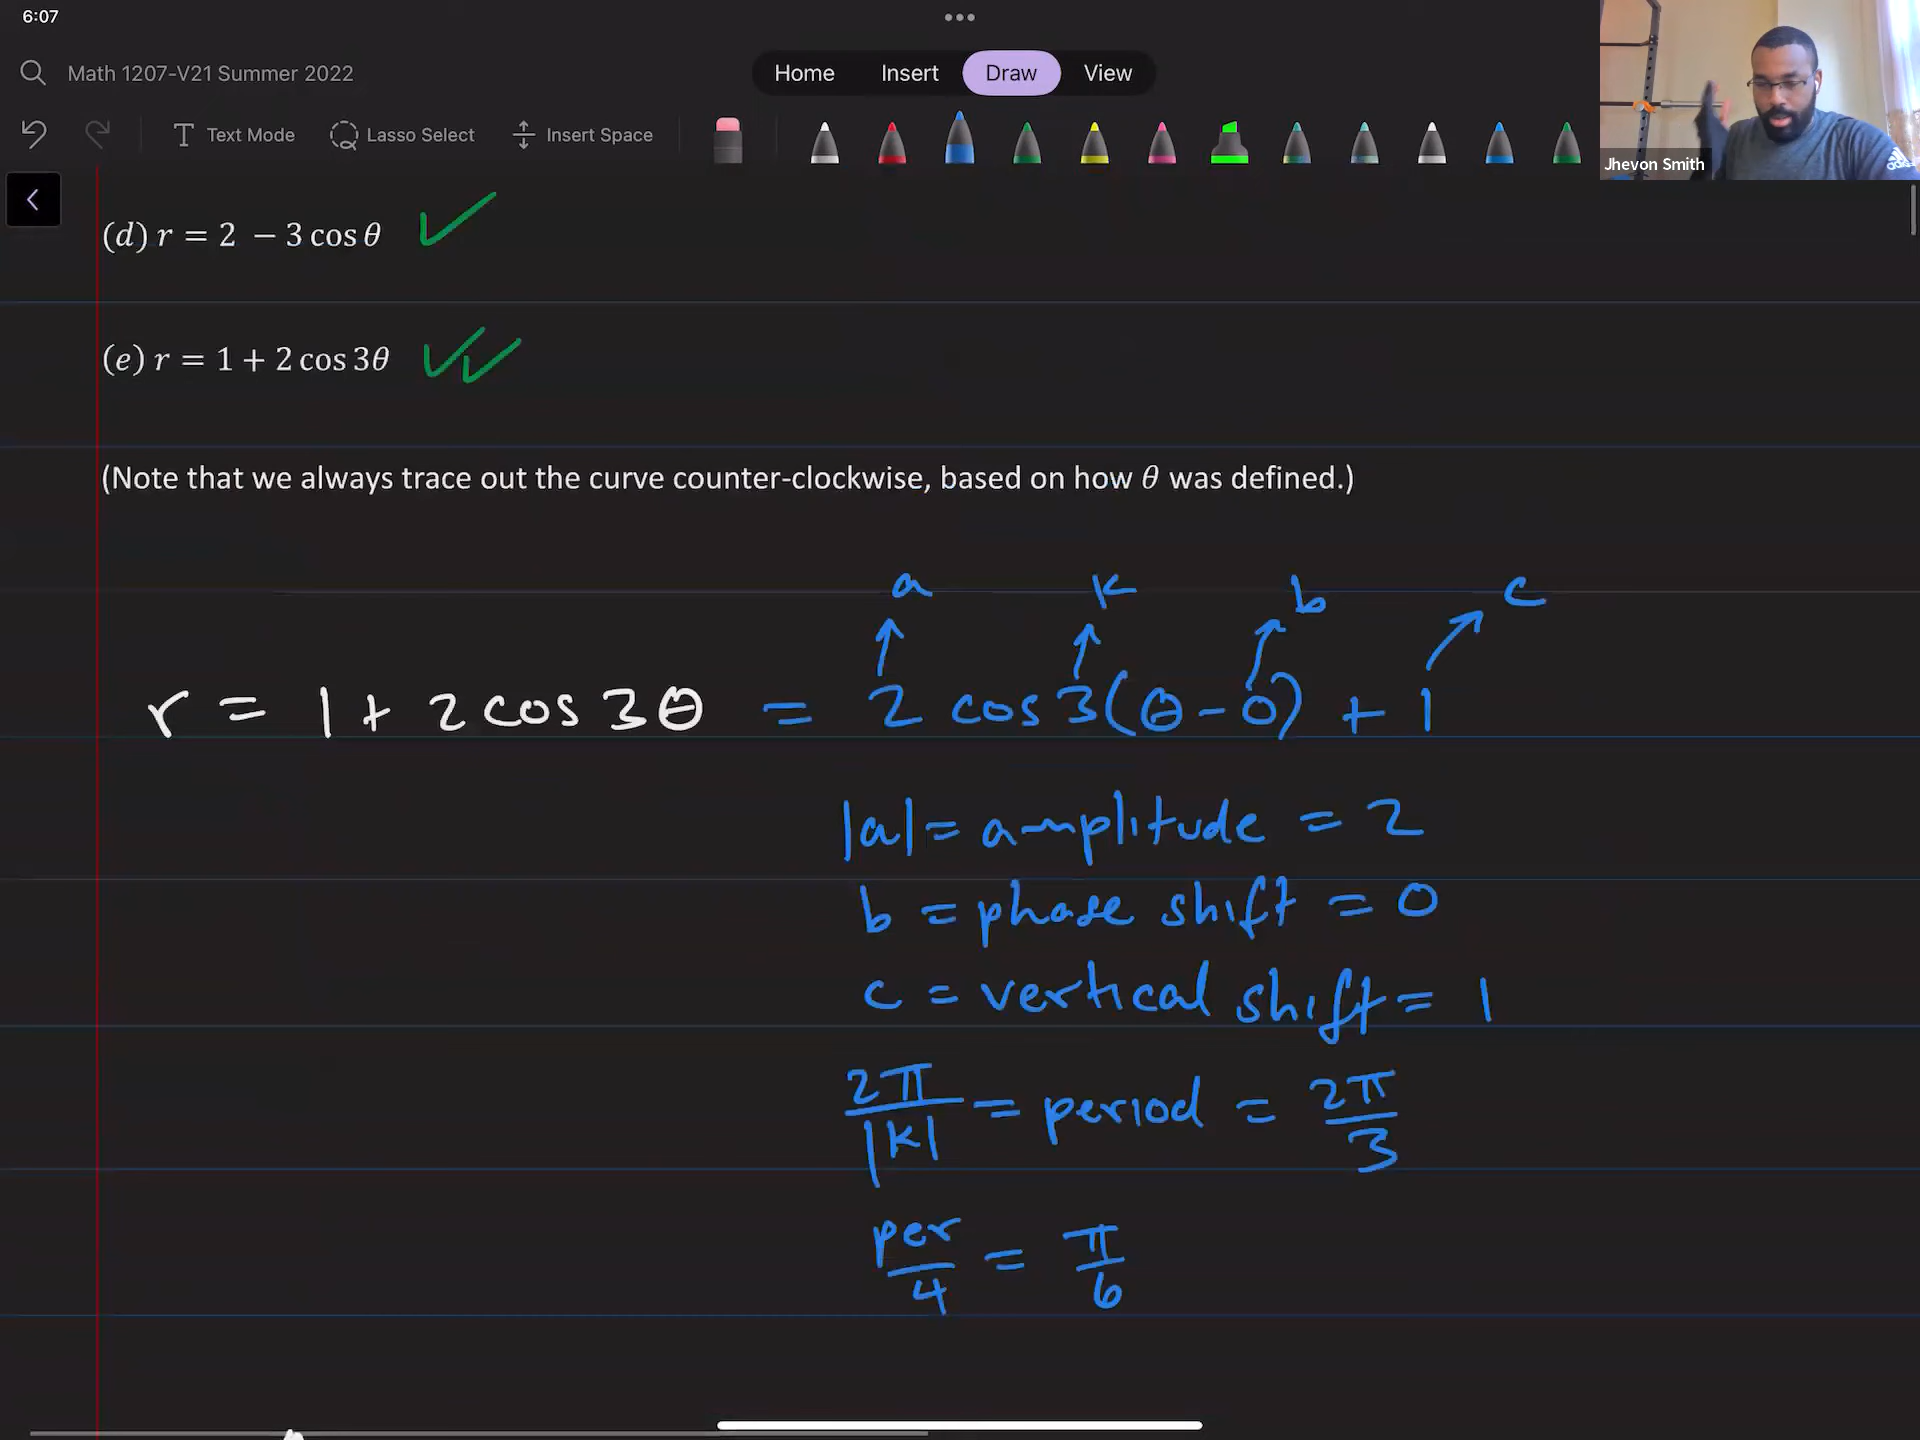 6:07
Math 1207-V21 Summer 2022
Home Insert Draw View
Text Mode Lasso Select Insert Space
Jhevon Smith
(d) r = 2 − 3 cos θ
(e) r = 1 + 2 cos 3θ
(Note that we always trace out the curve counter-clockwise, based on how θ was defined.)
a k b c
r = 1 + 2 cos 3θ = 2 cos 3(θ - 0) + 1
|a| = amplitude = 2
b = phase shift = 0
c = vertical shift = 1
2π/|k| = period = 2π/3
per/4 = π/6